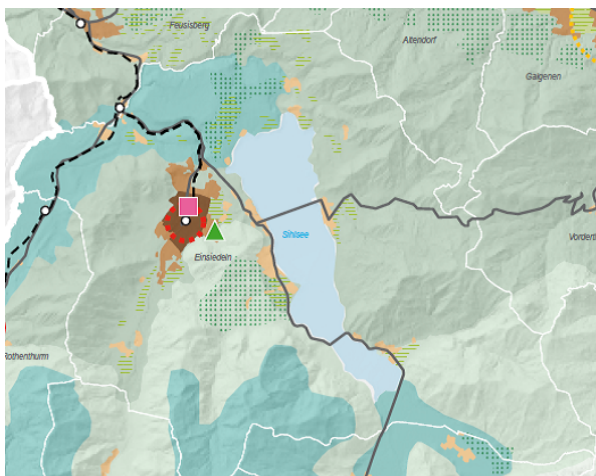 Feusisberg
Altendorf
Galgenen
Sihlsee
Vorderth
Einsiedeln
Rothenthurm